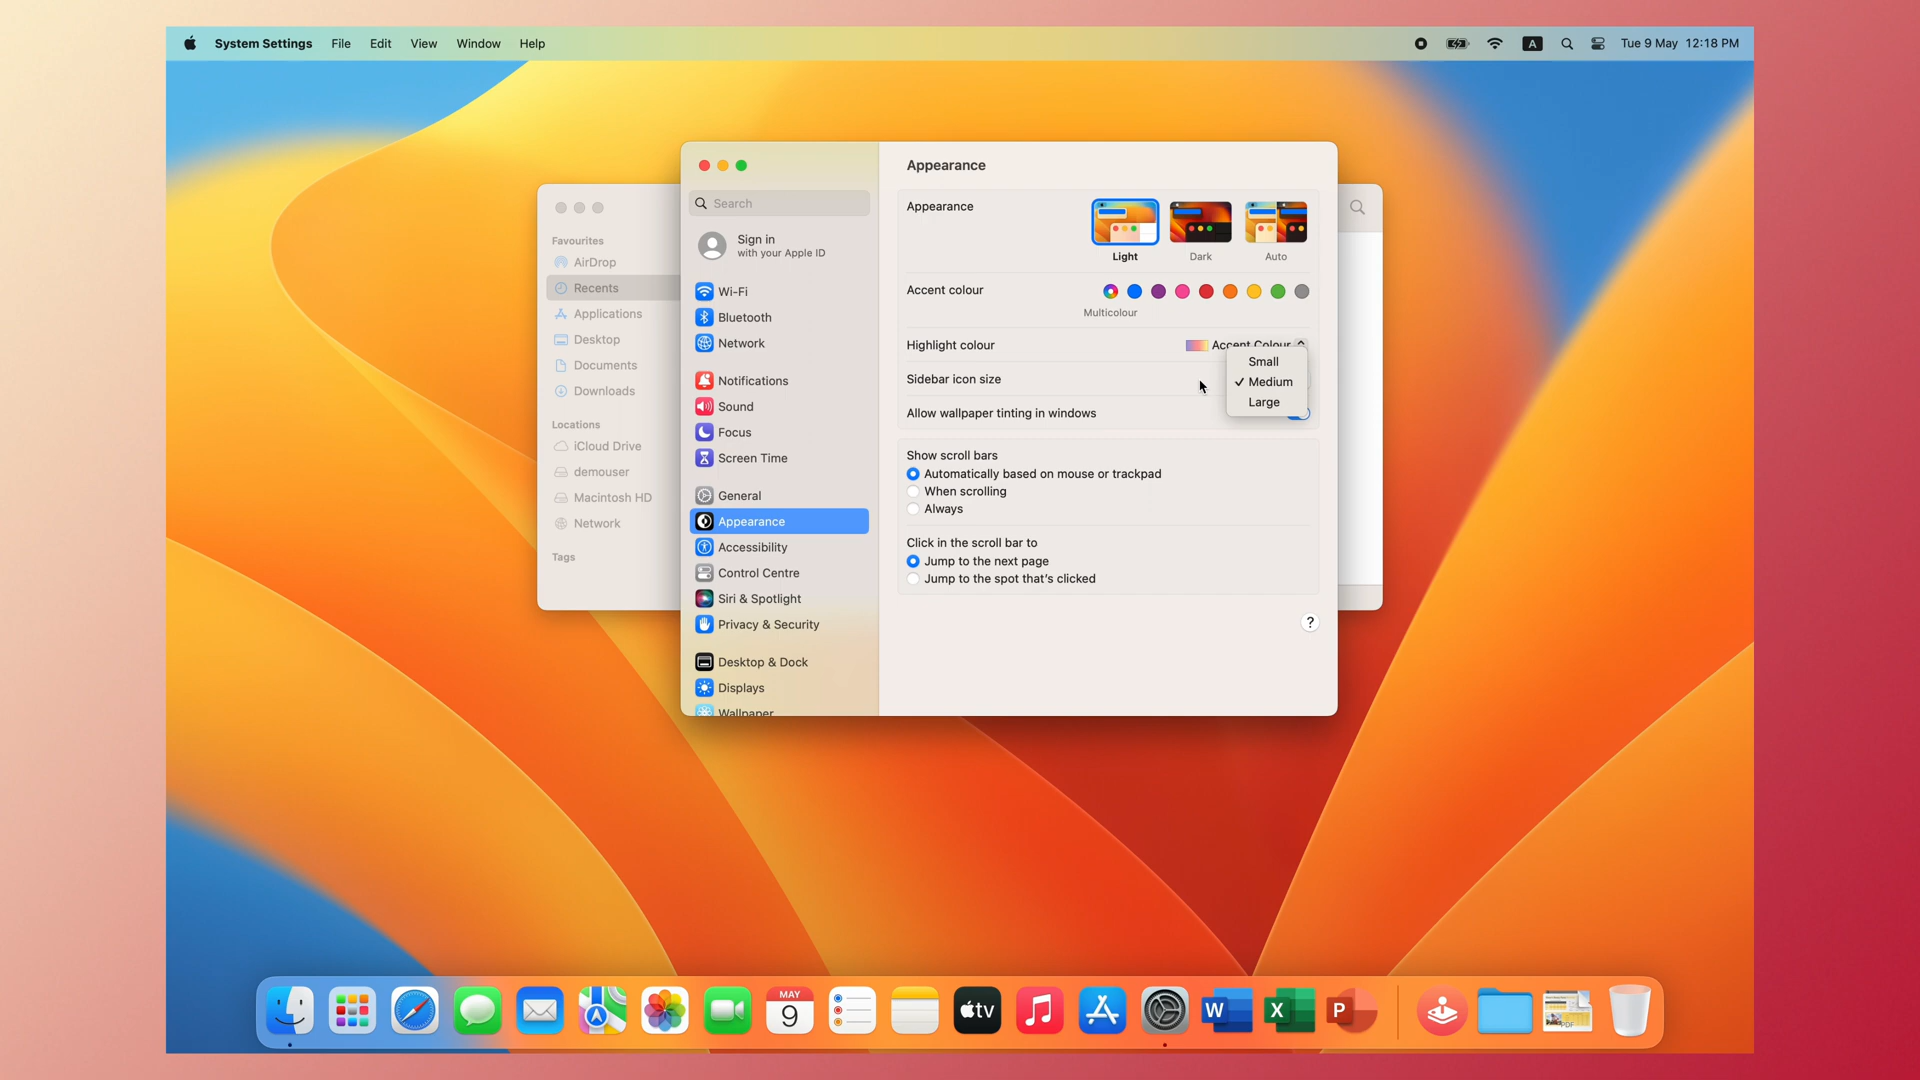 System Settings File Edit View Window Help
A Tue 9 May 12:18 PM
Favourites
AirDrop
Recents
Applications
Desktop
Documents
Downloads
Locations
iCloud Drive
demouser
Macintosh HD
Network
Tags
Search
Sign in
with your Apple ID
Wi-Fi
Bluetooth
Network
Notifications
Sound
Focus
Screen Time
General
Appearance
Accessibility
Control Centre
Siri & Spotlight
Privacy & Security
Desktop & Dock
Displays
Wallpaper
Appearance
Appearance
Light Dark Auto
Accent colour
Multicolour
Highlight colour Accent Colour
Sidebar icon size
Small
Medium
Large
Allow wallpaper tinting in windows
Show scroll bars
Automatically based on mouse or trackpad
When scrolling
Always
Click in the scroll bar to
Jump to the next page
Jump to the spot that's clicked
?
MAY
9
tv
W
X
P
PDF